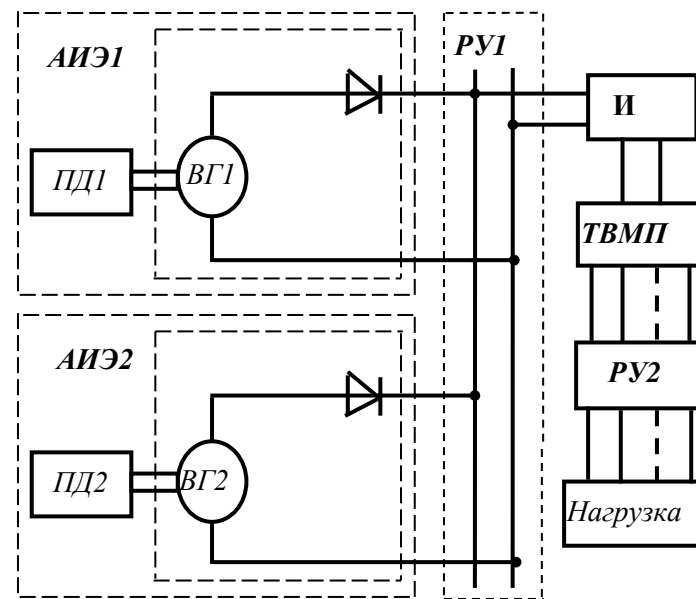 АИЭ1
РУ1
И
ПД1
ВГ1
ТВМП
АИЭ2
РУ2
ПД2
ВГ2
Нагрузка